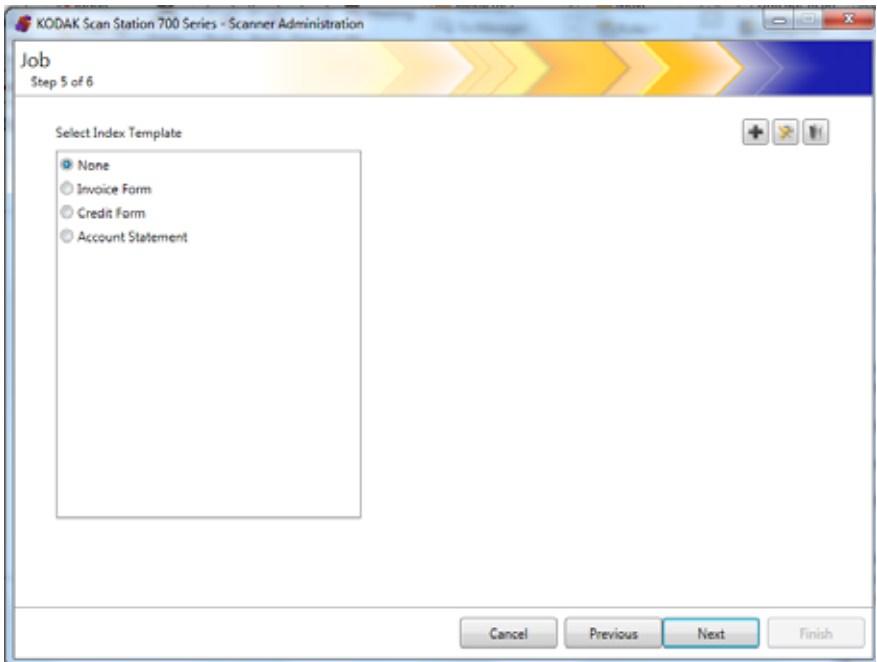 KODAK Scan Station 700 Series - Scanner Administration
Job
Step 5 of 6
Select Index Template
None
Invoice Form
Credit Form
Account Statement
Cancel Previous Next Finish